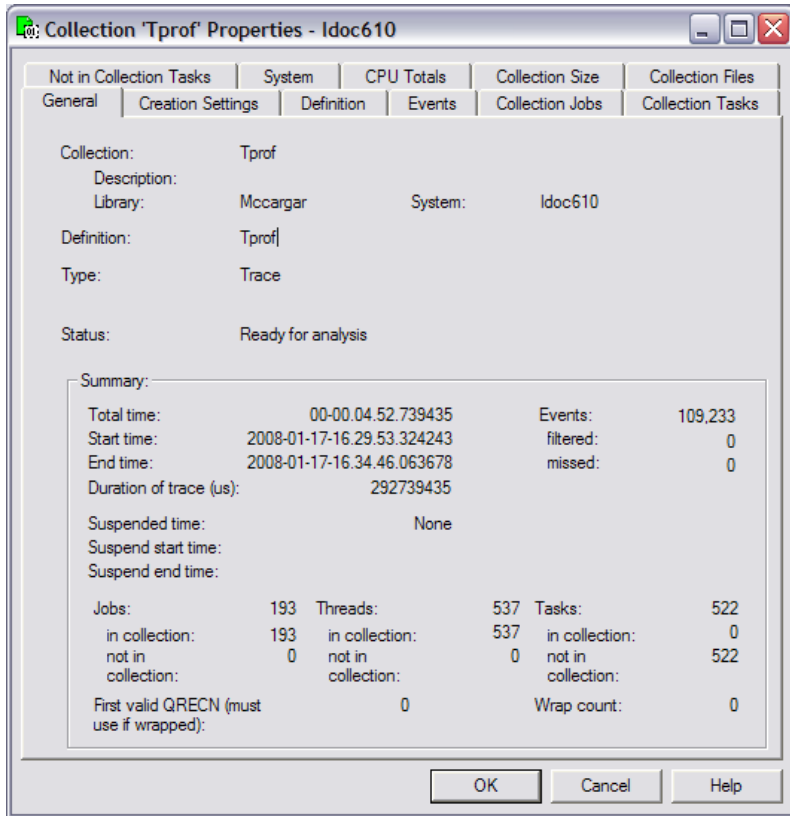 Collection 'Tprof' Properties - Idoc610
Not in Collection Tasks System CPU Totals Collection Size Collection Files
General Creation Settings Definition Events Collection Jobs Collection Tasks
Collection: Tprof
Description:
Library: Mccargar System: Idoc610
Definition: Tprof
Type: Trace
Status: Ready for analysis
Summary:
Total time: 00-00.04.52.739435 Events: 109,233
Start time: 2008-01-17-16.29.53.324243 filtered: 0
End time: 2008-01-17-16.34.46.063678 missed: 0
Duration of trace (us): 292739435
Suspended time: None
Suspend start time:
Suspend end time:
Jobs: 193 Threads: 537 Tasks: 522
in collection: 193 in collection: 537 in collection: 0
not in 0 not in 0 not in 522
collection: collection: collection:
First valid QRECN (must 0 Wrap count: 0
use if wrapped):
OK Cancel Help